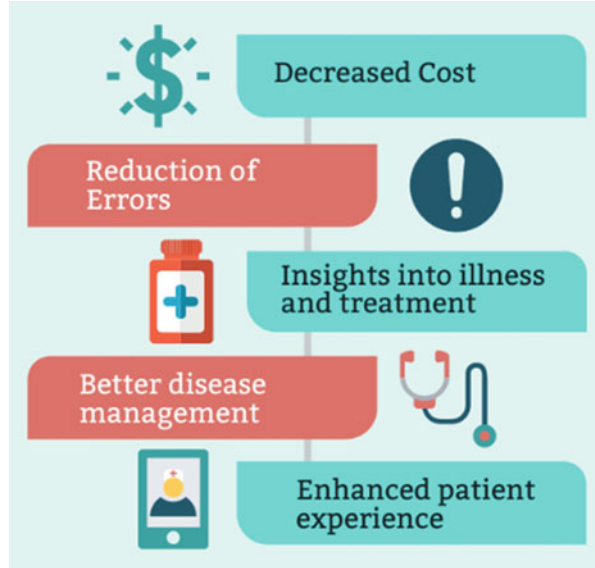 Decreased Cost
Reduction of
Errors
Insights into illness
and treatment
Better disease
management
Enhanced patient
experience